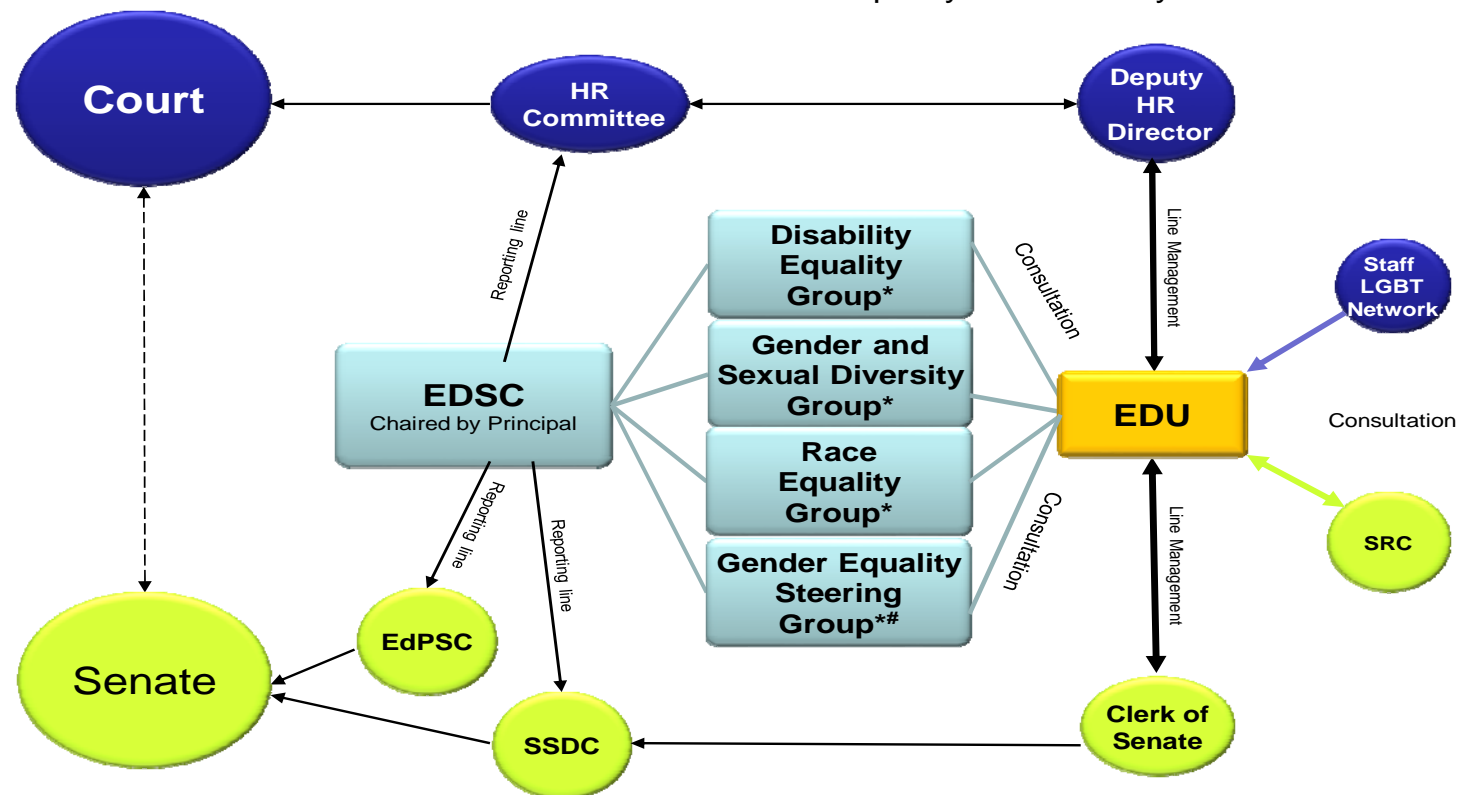 Court
HR
Committee
Deputy
HR
Director
Reporting line
Disability
Equality
Group*
Consultation
Line Management
Staff
LGBT
Network
EDSC
Chaired by Principal
Gender and
Sexual Diversity
Group*
EDU
Consultation
Race
Equality
Group*
Reporting line
Reporting line
Consultation
Line Management
SRC
Gender Equality
Steering
Group*#
EdPSC
Senate
SSDC
Clerk of
Senate